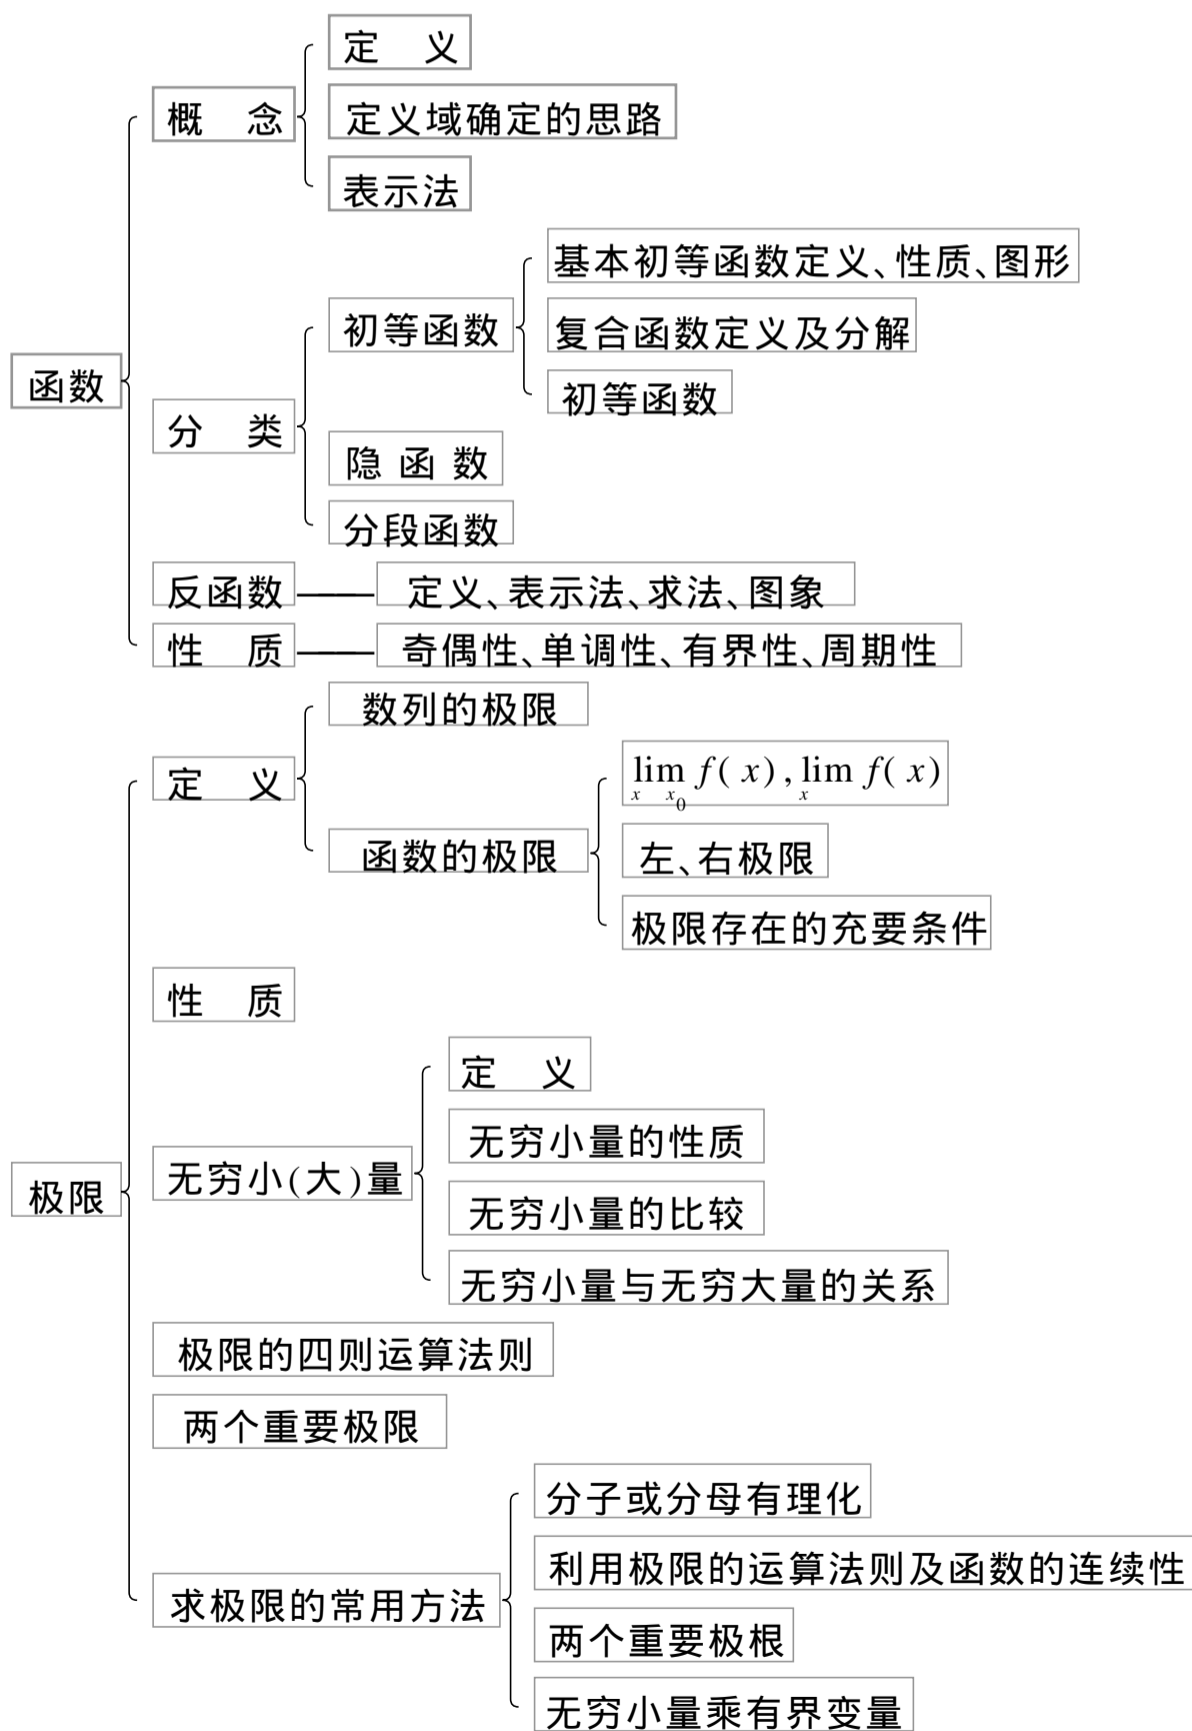 定 义
概 念
定义域确定的思路
表示法
基本初等函数定义、性质、图形
初等函数
复合函数定义及分解
初等函数
函数
分 类
隐 函 数
分段函数
反函数
定义、表示法、求法、图象
性 质
奇偶性、单调性、有界性、周期性
数列的极限
定 义
lim f( x) , lim f( x)
x x0 x
函数的极限
左、右极限
极限存在的充要条件
性 质
定 义
无穷小量的性质
无穷小(大)量
极限
无穷小量的比较
无穷小量与无穷大量的关系
极限的四则运算法则
两个重要极限
分子或分母有理化
利用极限的运算法则及函数的连续性
求极限的常用方法
两个重要极根
无穷小量乘有界变量